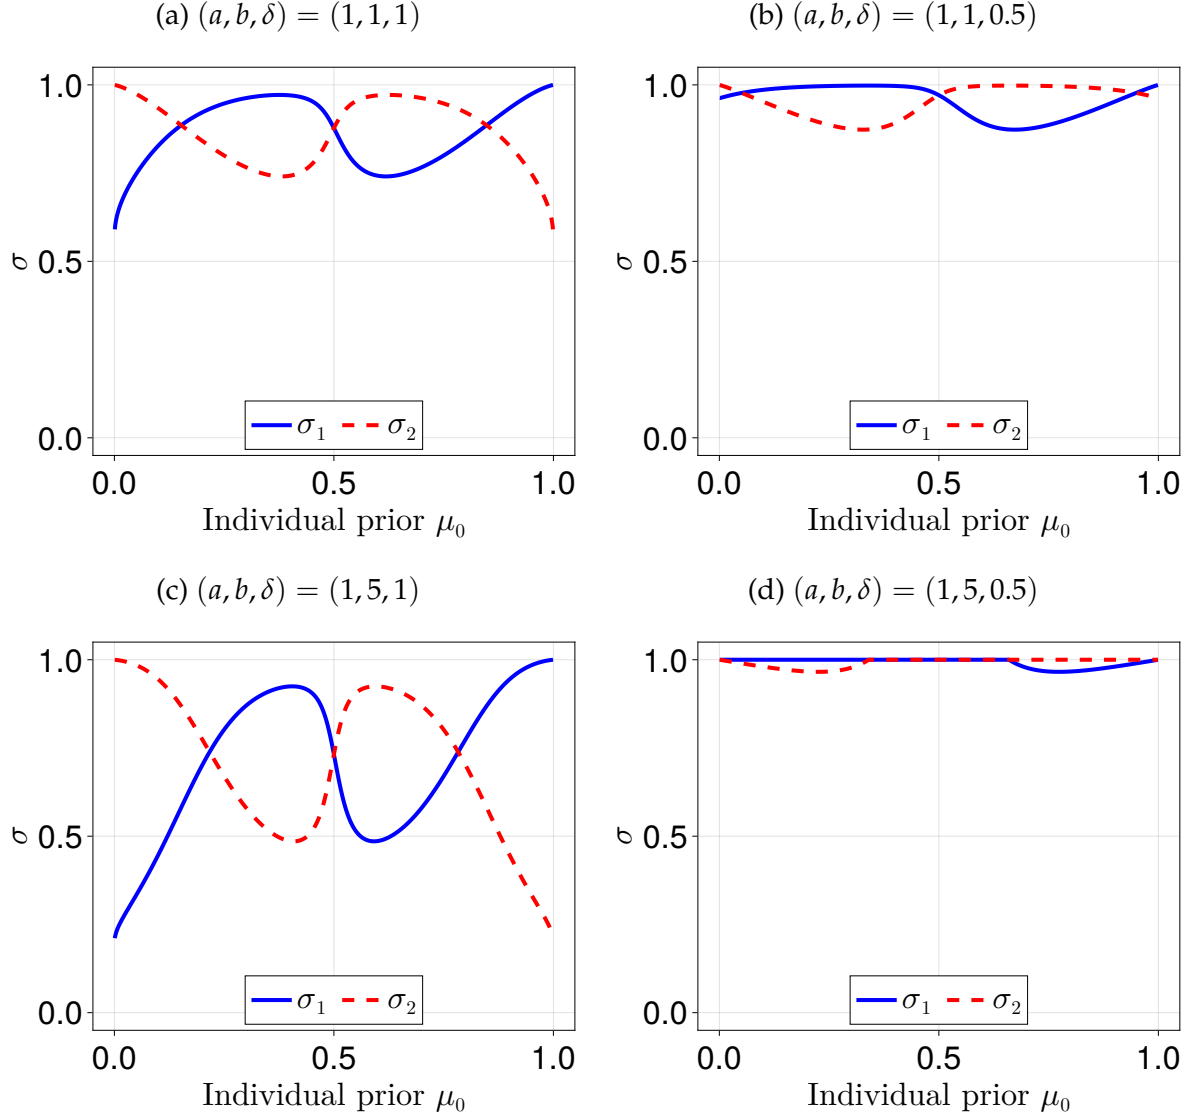 (a) (a, b, δ) = (1, 1, 1)
1.0
0.5
0.0
σ
σ₁ σ₂
0.0 0.5 1.0
Individual prior μ₀
(b) (a, b, δ) = (1, 1, 0.5)
1.0
0.5
0.0
σ
σ₁ σ₂
0.0 0.5 1.0
Individual prior μ₀
(c) (a, b, δ) = (1, 5, 1)
1.0
0.5
0.0
σ
σ₁ σ₂
0.0 0.5 1.0
Individual prior μ₀
(d) (a, b, δ) = (1, 5, 0.5)
1.0
0.5
0.0
σ
σ₁ σ₂
0.0 0.5 1.0
Individual prior μ₀